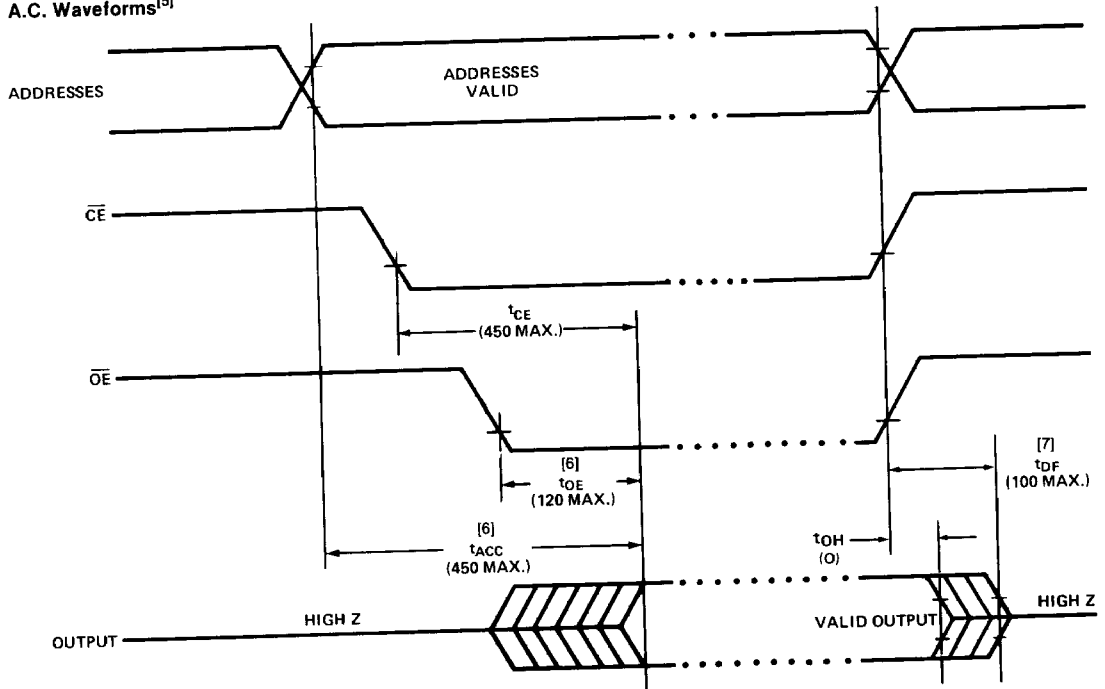 A.C. Waveforms[5]
ADDRESSES
ADDRESSES
VALID
CE
tCE
(450 MAX.)
OE
[6]
tOE
(120 MAX.)
[7]
tDF
(100 MAX.)
[6]
tACC
(450 MAX.)
tOH
(0)
OUTPUT
HIGH Z
VALID OUTPUT
HIGH Z